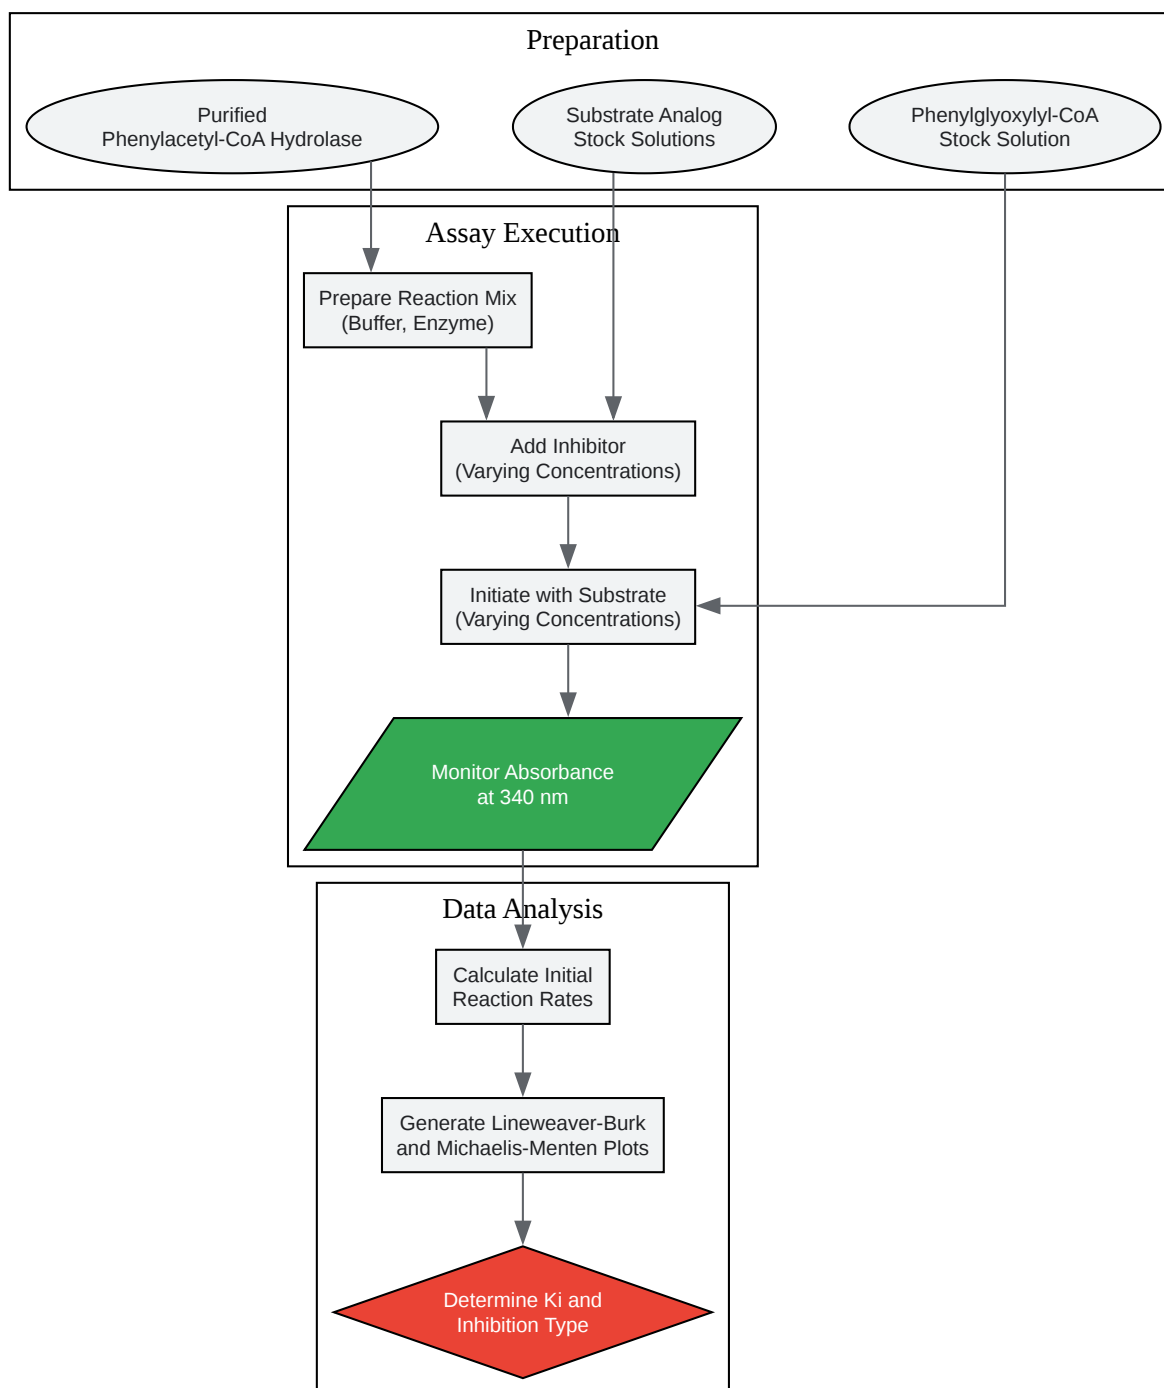 Preparation
Purified
Phenylacetyl-CoA Hydrolase
Substrate Analog
Stock Solutions
Phenylglyoxylyl-CoA
Stock Solution
Assay Execution
Prepare Reaction Mix
(Buffer, Enzyme)
Add Inhibitor
(Varying Concentrations)
Initiate with Substrate
(Varying Concentrations)
Monitor Absorbance
at 340 nm
Data Analysis
Calculate Initial
Reaction Rates
Generate Lineweaver-Burk
and Michaelis-Menten Plots
Determine Ki and
Inhibition Type